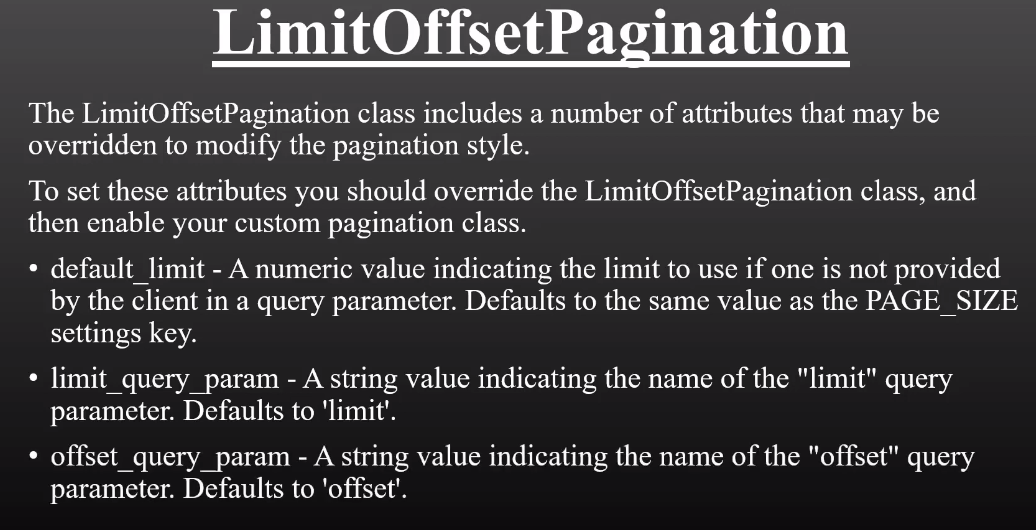 LimitOffsetPagination
The LimitOffsetPagination class includes a number of attributes that may be
overridden to modify the pagination style.
To set these attributes you should override the LimitOffsetPagination class, and
then enable your custom pagination class.
• default_limit - A numeric value indicating the limit to use if one is not provided
by the client in a query parameter. Defaults to the same value as the PAGE_SIZE
settings key.
• limit_query_param - A string value indicating the name of the "limit" query
parameter. Defaults to 'limit'.
• offset_query_param - A string value indicating the name of the "offset" query
parameter. Defaults to 'offset'.